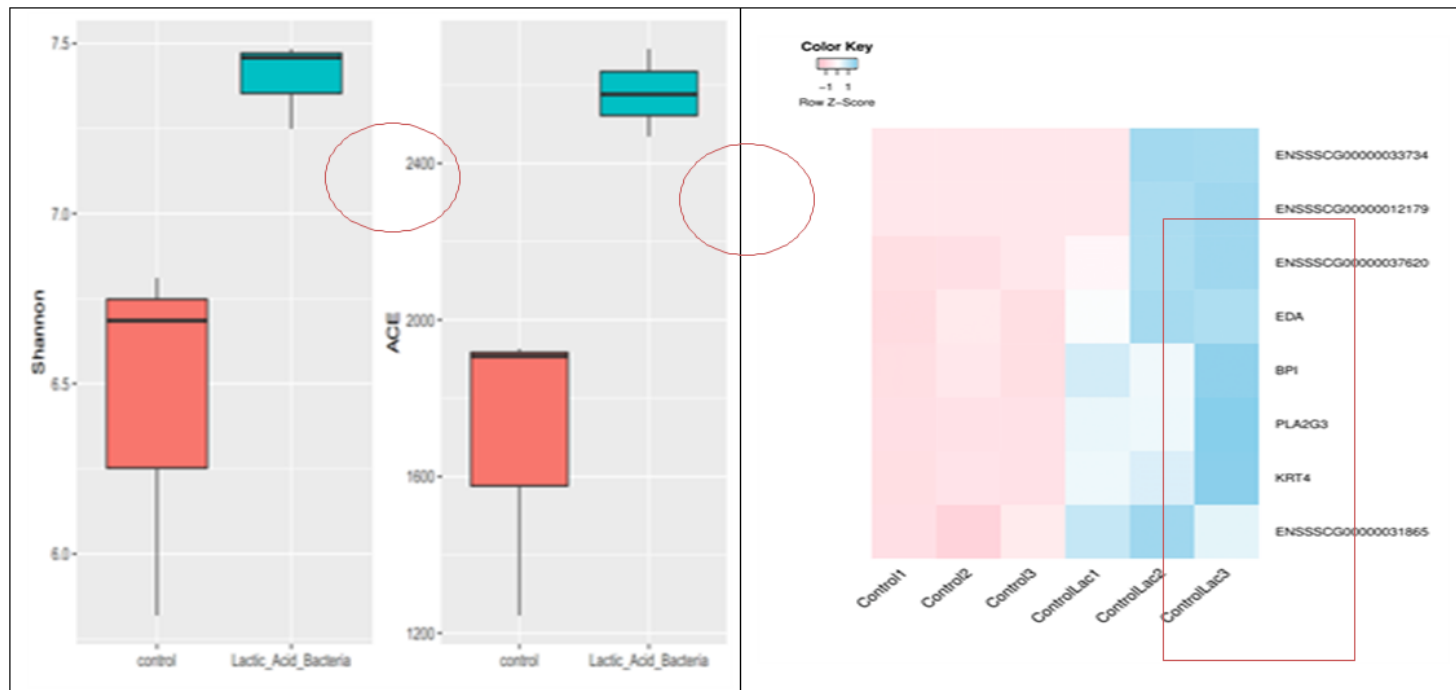 Shannon
7.5
7.0
6.5
6.0
control
Lactic_Acid_Bacteria
ACE
2400
2000
1600
1200
control
Lactic_Acid_Bacteria
Color Key
−1 1
Row Z−Score
ENSSSCG00000033734
ENSSSCG00000012179
ENSSSCG00000037620
EDA
BPI
PLA2G3
KRT4
ENSSSCG00000031865
Control1
Control2
Control3
ControlLac1
ControlLac2
ControlLac3